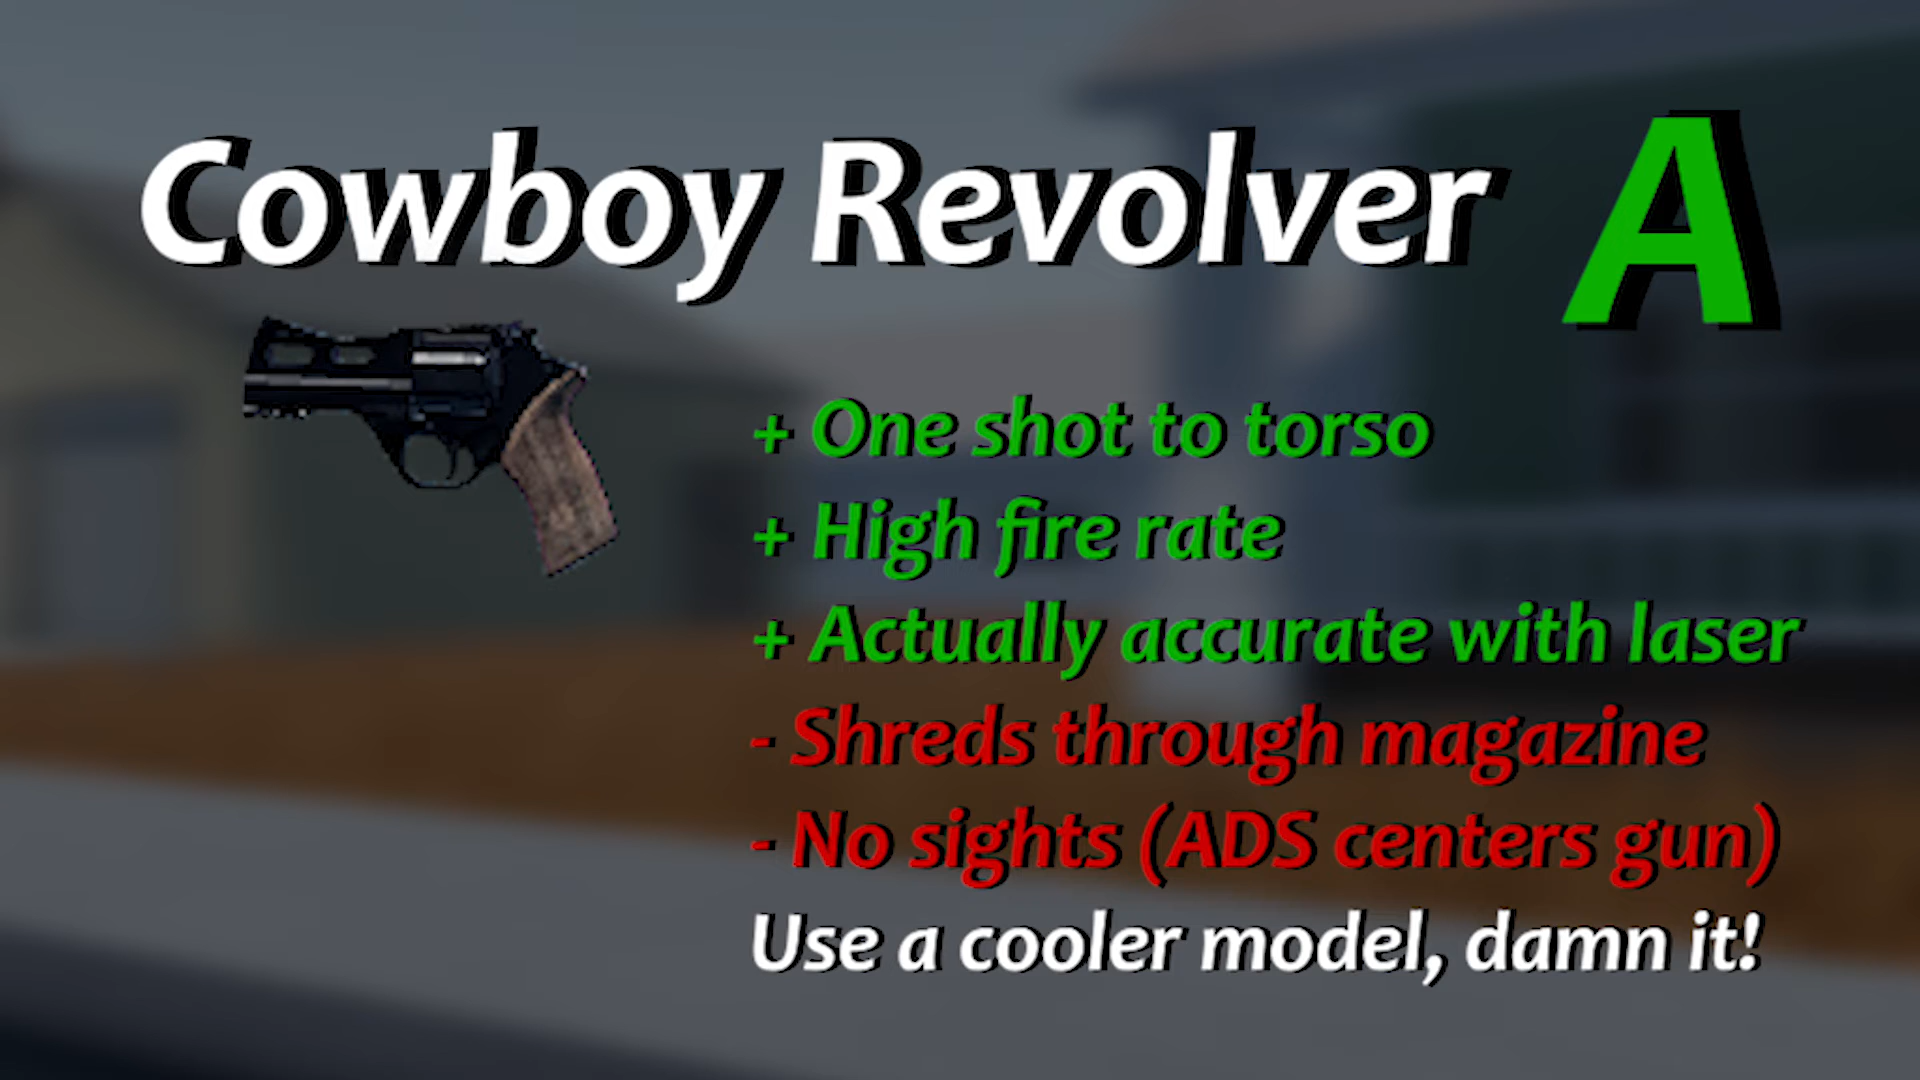 Cowboy Revolver A
+ One shot to torso
+ High fire rate
+ Actually accurate with laser
- Shreds through magazine
- No sights (ADS centers gun)
Use a cooler model, damn it!